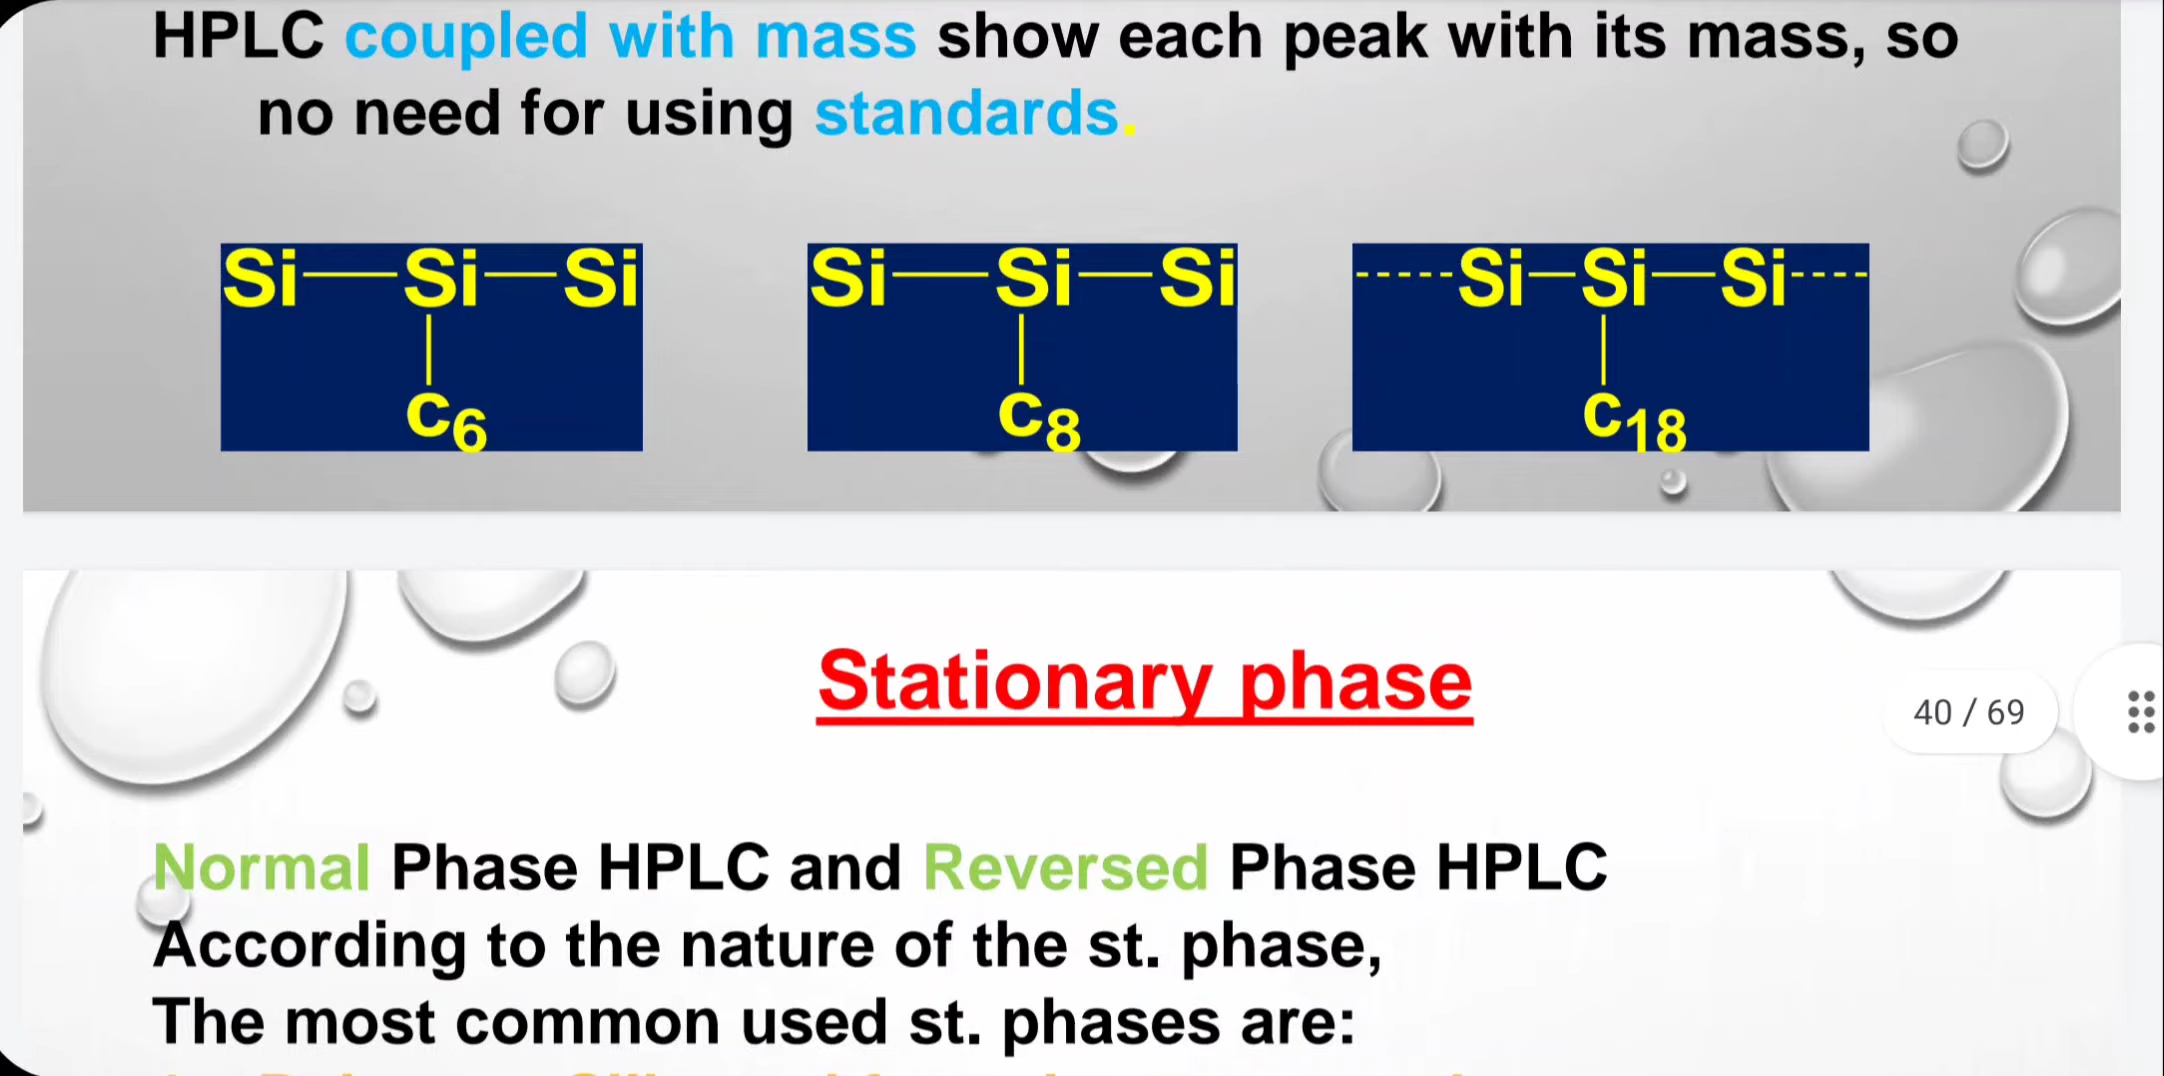 HPLC coupled with mass show each peak with its mass, so
no need for using standards.
Si—Si—Si
C6
Si—Si—Si
C8
-----Si—Si—Si----
C18
Stationary phase
40 / 69
Normal Phase HPLC and Reversed Phase HPLC
According to the nature of the st. phase,
The most common used st. phases are: